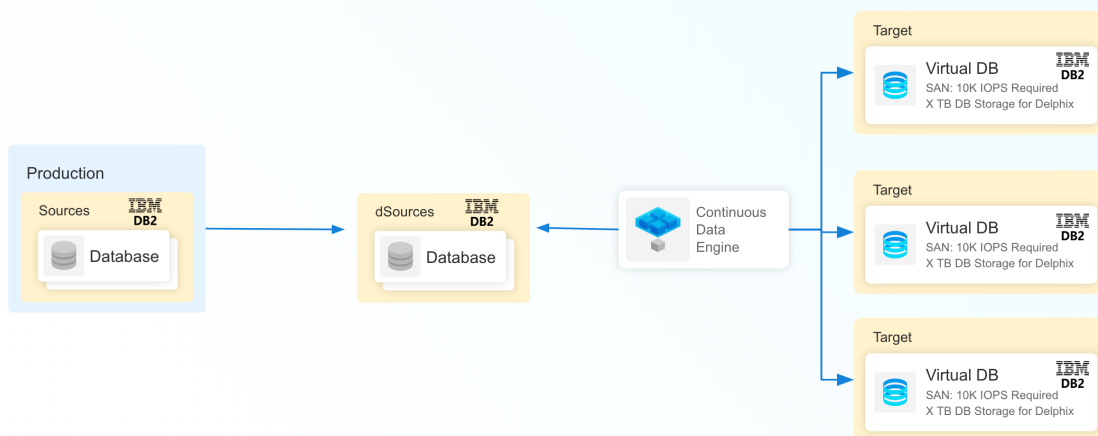 Production
Sources
IBM
DB2
Database
dSources
IBM
DB2
Database
Continuous
Data
Engine
Target
Virtual DB
IBM
DB2
SAN: 10K IOPS Required
X TB DB Storage for Delphix
Target
Virtual DB
IBM
DB2
SAN: 10K IOPS Required
X TB DB Storage for Delphix
Target
Virtual DB
IBM
DB2
SAN: 10K IOPS Required
X TB DB Storage for Delphix